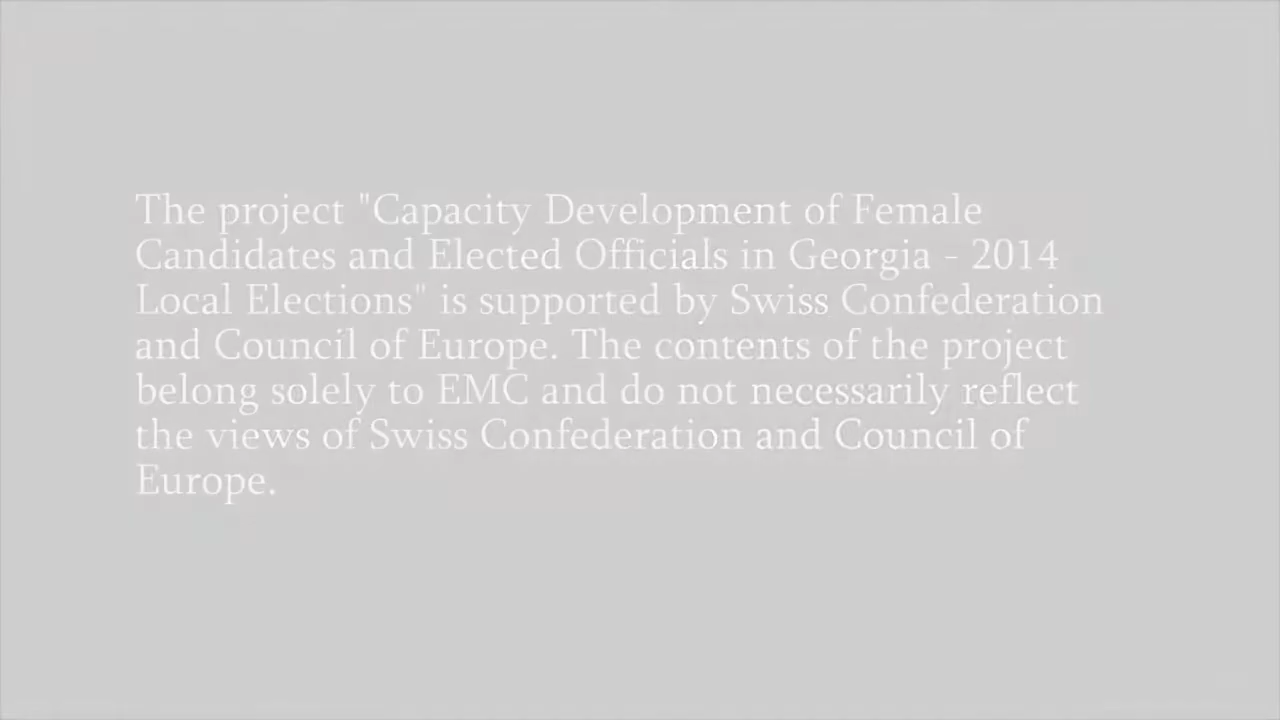 The project "Capacity Development of Female
Candidates and Elected Officials in Georgia - 2014
Local Elections" is supported by Swiss Confederation
and Council of Europe. The contents of the project
belong solely to EMC and do not necessarily reflect
the views of Swiss Confederation and Council of
Europe.